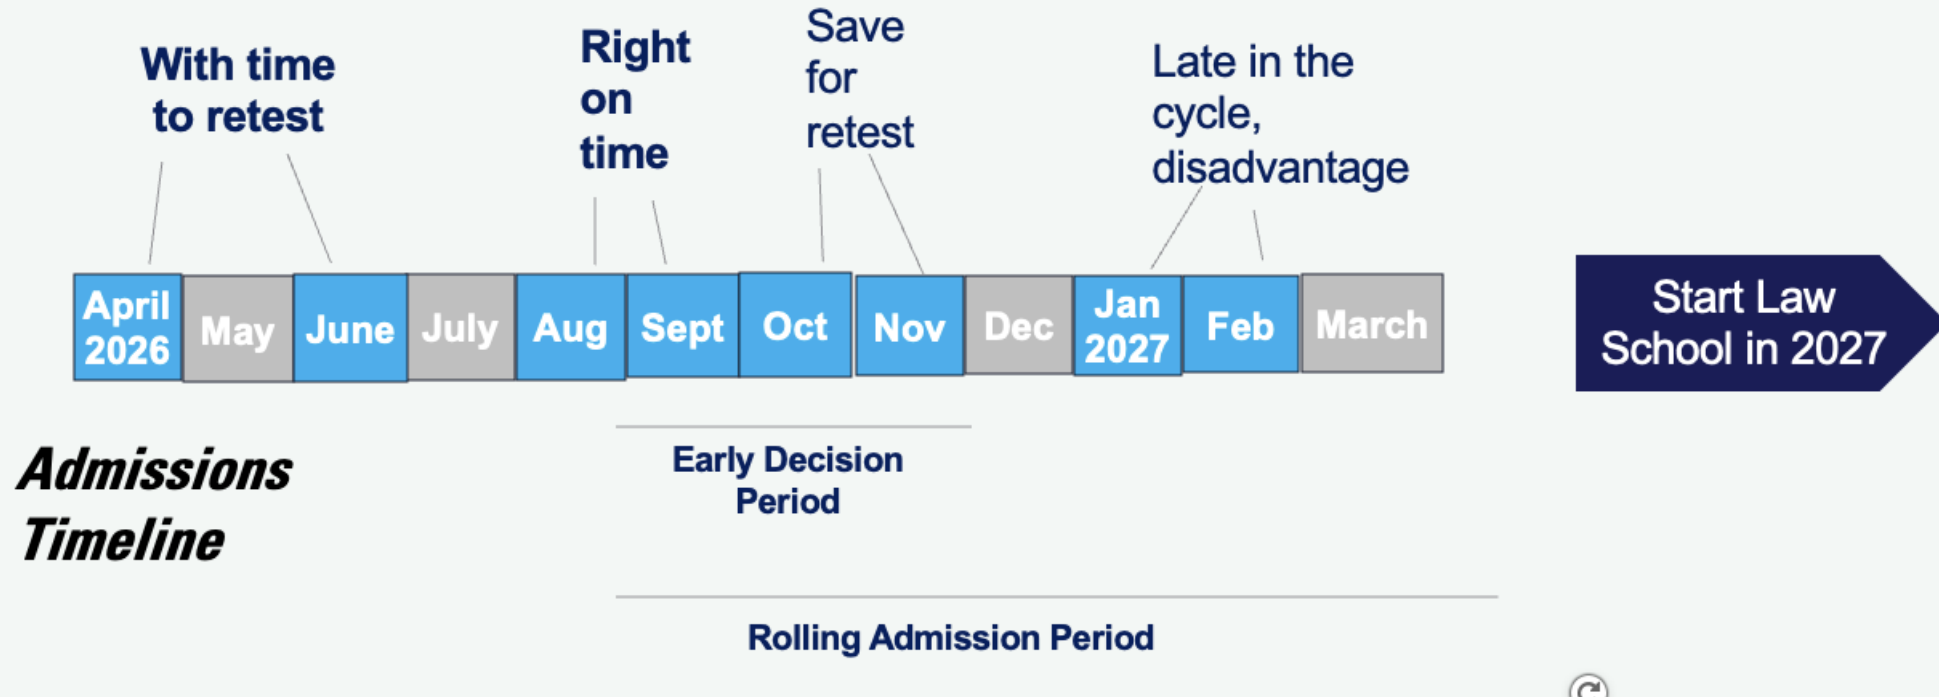 With time
to retest
Right
on
time
Save
for
retest
Late in the
cycle,
disadvantage
April
2026
May
June
July
Aug
Sept
Oct
Nov
Dec
Jan
2027
Feb
March
Start Law
School in 2027
Early Decision
Period
Admissions
Timeline
Rolling Admission Period